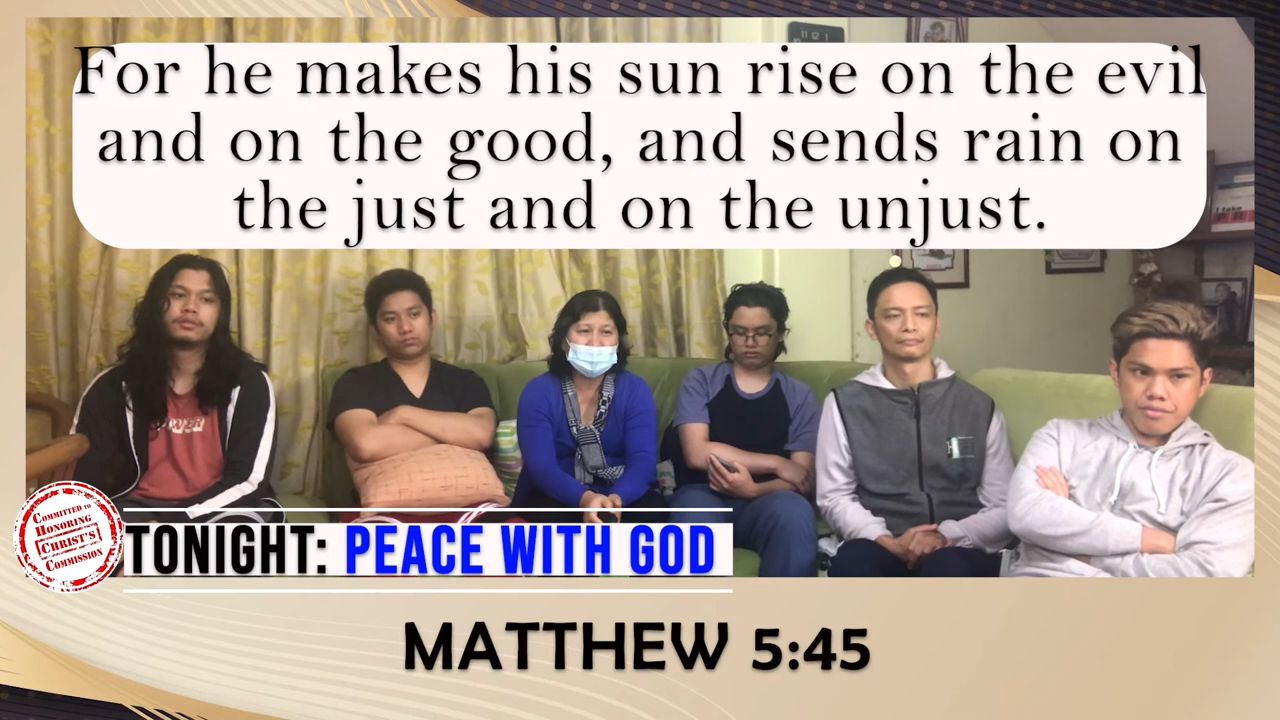 For he makes his sun rise on the evil
and on the good, and sends rain on
the just and on the unjust.
COMMITTED TO
HONORING
CHRIST'S
COMMISSION
TONIGHT: PEACE WITH GOD
MATTHEW 5:45